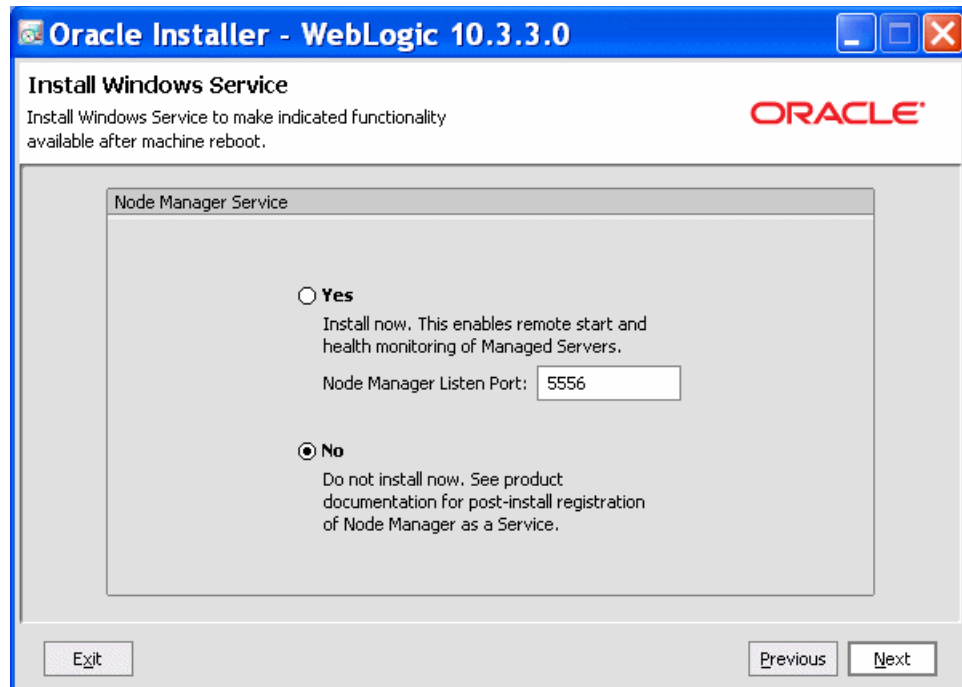 Oracle Installer - WebLogic 10.3.3.0
Install Windows Service
Install Windows Service to make indicated functionality
available after machine reboot.
ORACLE
Node Manager Service
Yes
Install now. This enables remote start and
health monitoring of Managed Servers.
Node Manager Listen Port: 5556
No
Do not install now. See product
documentation for post-install registration
of Node Manager as a Service.
Exit
Previous
Next